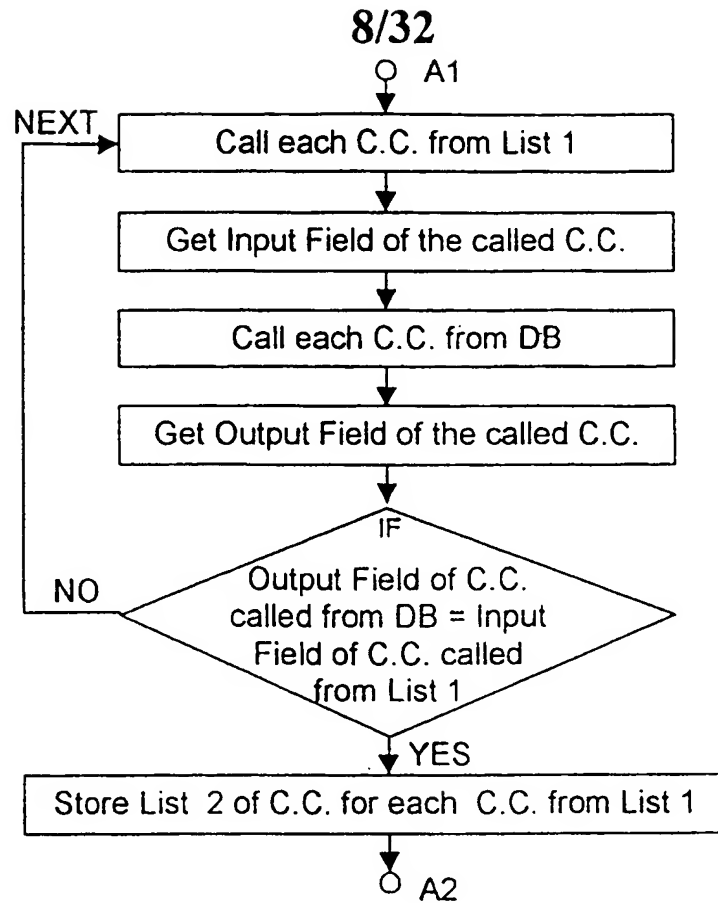 8/32
A1
NEXT
Call each C.C. from List 1
Get Input Field of the called C.C.
Call each C.C. from DB
Get Output Field of the called C.C.
IF
NO
Output Field of C.C.
called from DB = Input
Field of C.C. called
from List 1
YES
Store List 2 of C.C. for each C.C. from List 1
A2